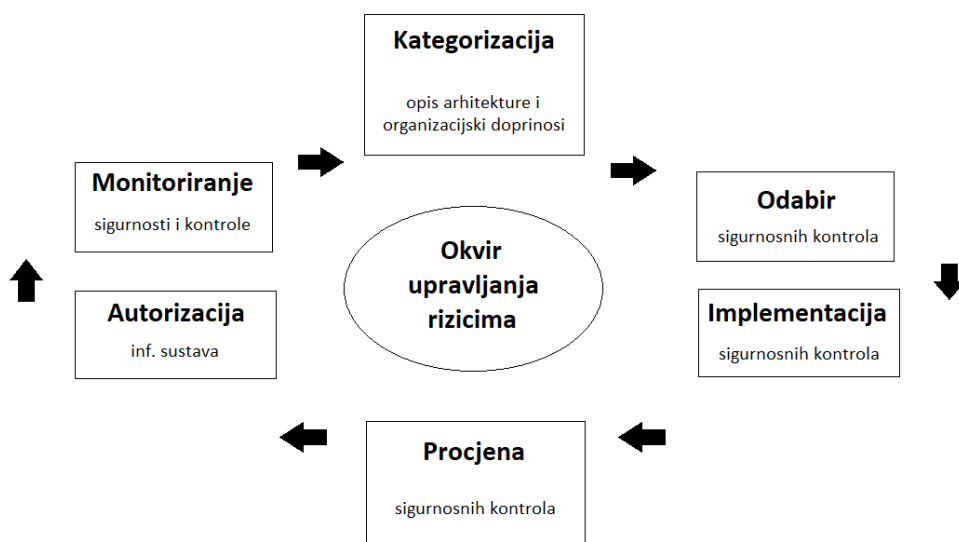 Kategorizacija
opis arhitekture i
organizacijski doprinosi
Monitoriranje
sigurnosti i kontrole
Odabir
sigurnosnih kontrola
Okvir
upravljanja
rizicima
Autorizacija
inf. sustava
Implementacija
sigurnosnih kontrola
Procjena
sigurnosnih kontrola